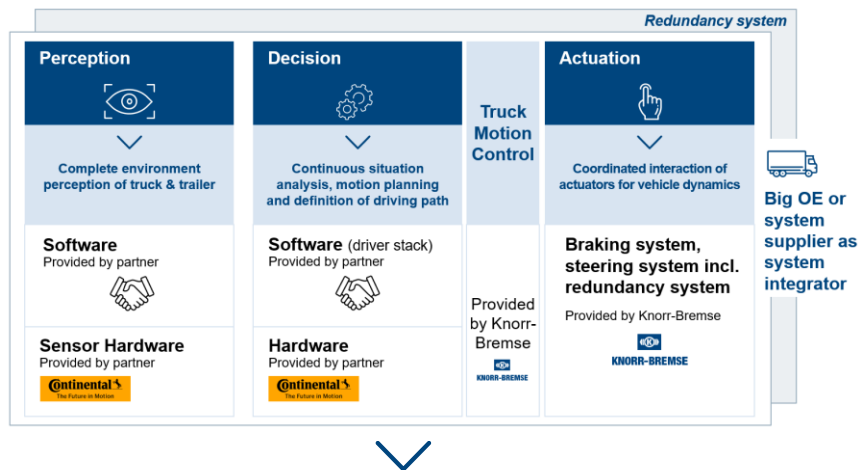 Redundancy system
Perception
Complete environment
perception of truck & trailer
Software
Provided by partner
Sensor Hardware
Provided by partner
Continental
The Future in Motion
Decision
Continuous situation
analysis, motion planning
and definition of driving path
Software (driver stack)
Provided by partner
Hardware
Provided by partner
Continental
The Future in Motion
Truck
Motion
Control
Provided
by Knorr-
Bremse
KNORR-BREMSE
Actuation
Coordinated interaction of
actuators for vehicle dynamics
Braking system,
steering system incl.
redundancy system
Provided by Knorr-Bremse
KNORR-BREMSE
Big OE or
system
supplier as
system
integrator